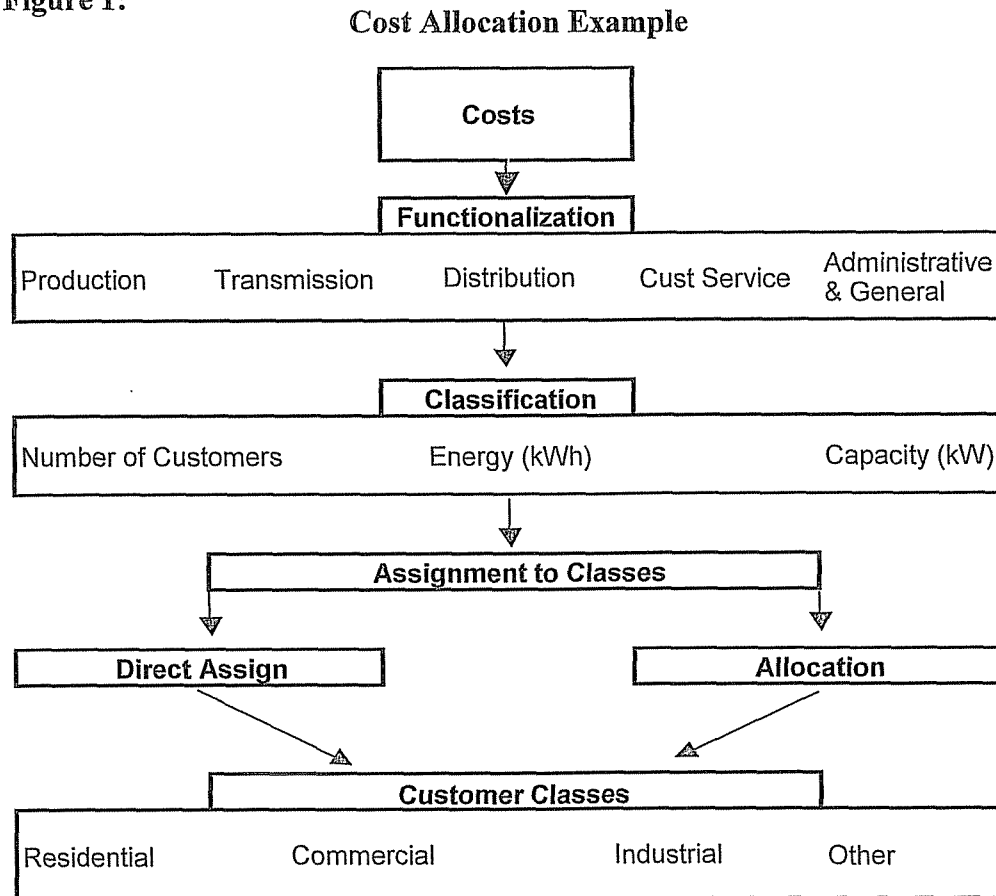 Figure 1:
Cost Allocation Example
Costs
Functionalization
Production Transmission Distribution Cust Service Administrative
& General
Classification
Number of Customers Energy (kWh) Capacity (kW)
Assignment to Classes
Direct Assign Allocation
Customer Classes
Residential Commercial Industrial Other